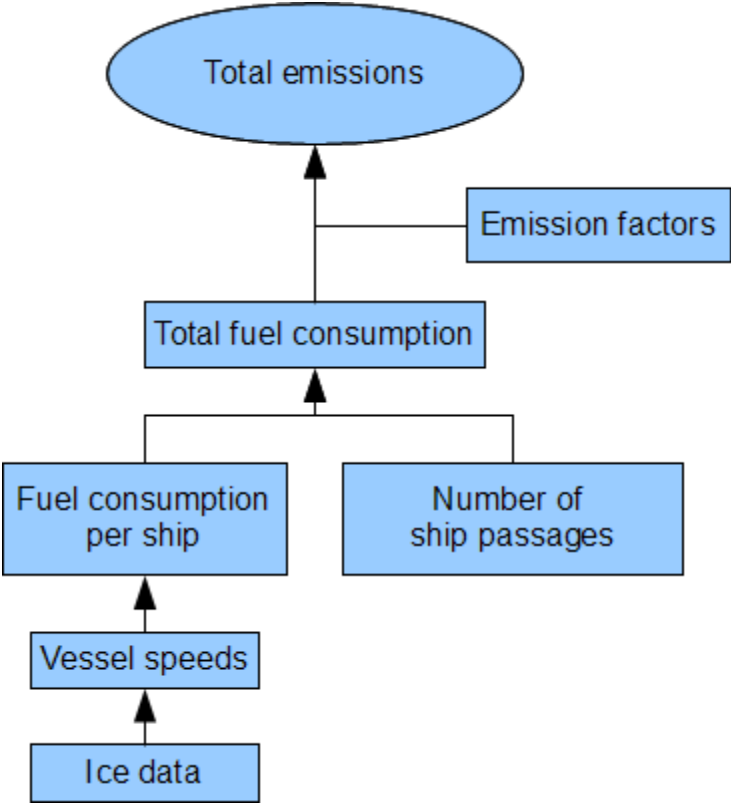 Total emissions
Emission factors
Total fuel consumption
Fuel consumption
per ship
Number of
ship passages
Vessel speeds
Ice data